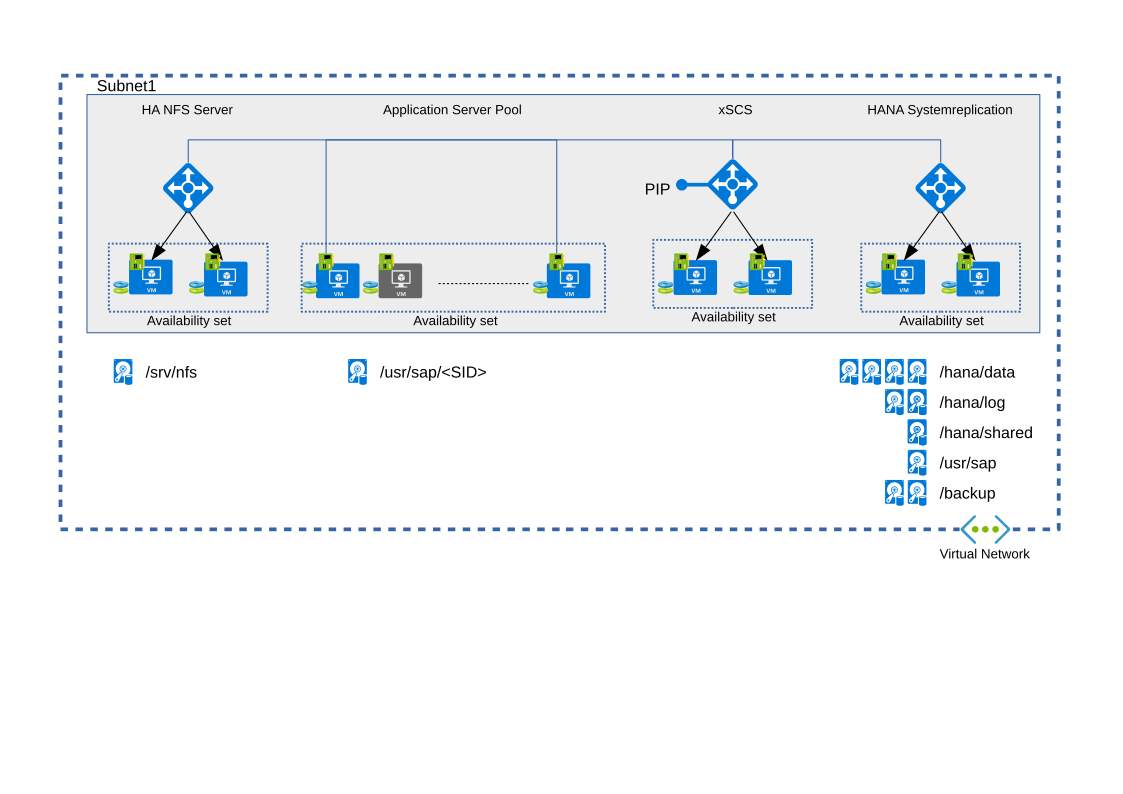 Subnet1
HA NFS Server
Application Server Pool
xSCS
HANA Systemreplication
PIP
VM
VM
VM
VM
VM
VM
VM
VM
VM
Availability set
Availability set
Availability set
Availability set
/srv/nfs
/usr/sap/<SID>
/hana/data
/hana/log
/hana/shared
/usr/sap
/backup
Virtual Network